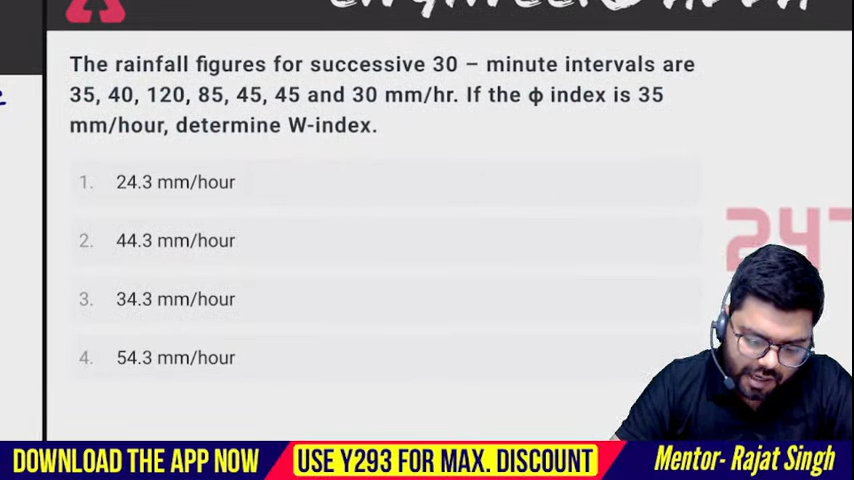 The rainfall figures for successive 30 – minute intervals are
35, 40, 120, 85, 45, 45 and 30 mm/hr. If the ϕ index is 35
mm/hour, determine W-index.
1. 24.3 mm/hour
2. 44.3 mm/hour
3. 34.3 mm/hour
4. 54.3 mm/hour
247
DOWNLOAD THE APP NOW
USE Y293 FOR MAX. DISCOUNT
Mentor- Rajat Singh